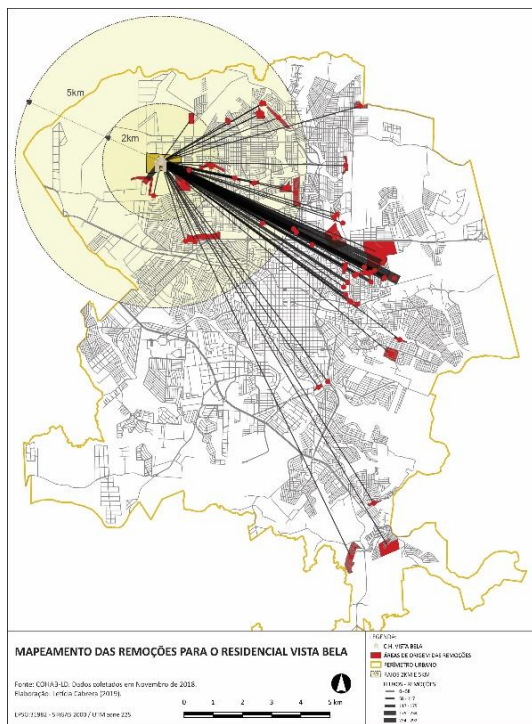 5km
2km
MAPEAMENTO DAS REMOÇÕES PARA O RESIDENCIAL VISTA BELA
Fonte: COHAB-LD. Dados coletados em Novembro de 2018.
Elaboração: Letícia Cabrera (2019).
0 1 2 3 4 5 km
LEGENDA:
C.H. VISTA BELA
ÁREAS DE ORIGEM DAS REMOÇÕES
PERÍMETRO URBANO
RAIOS 2KM E 5KM